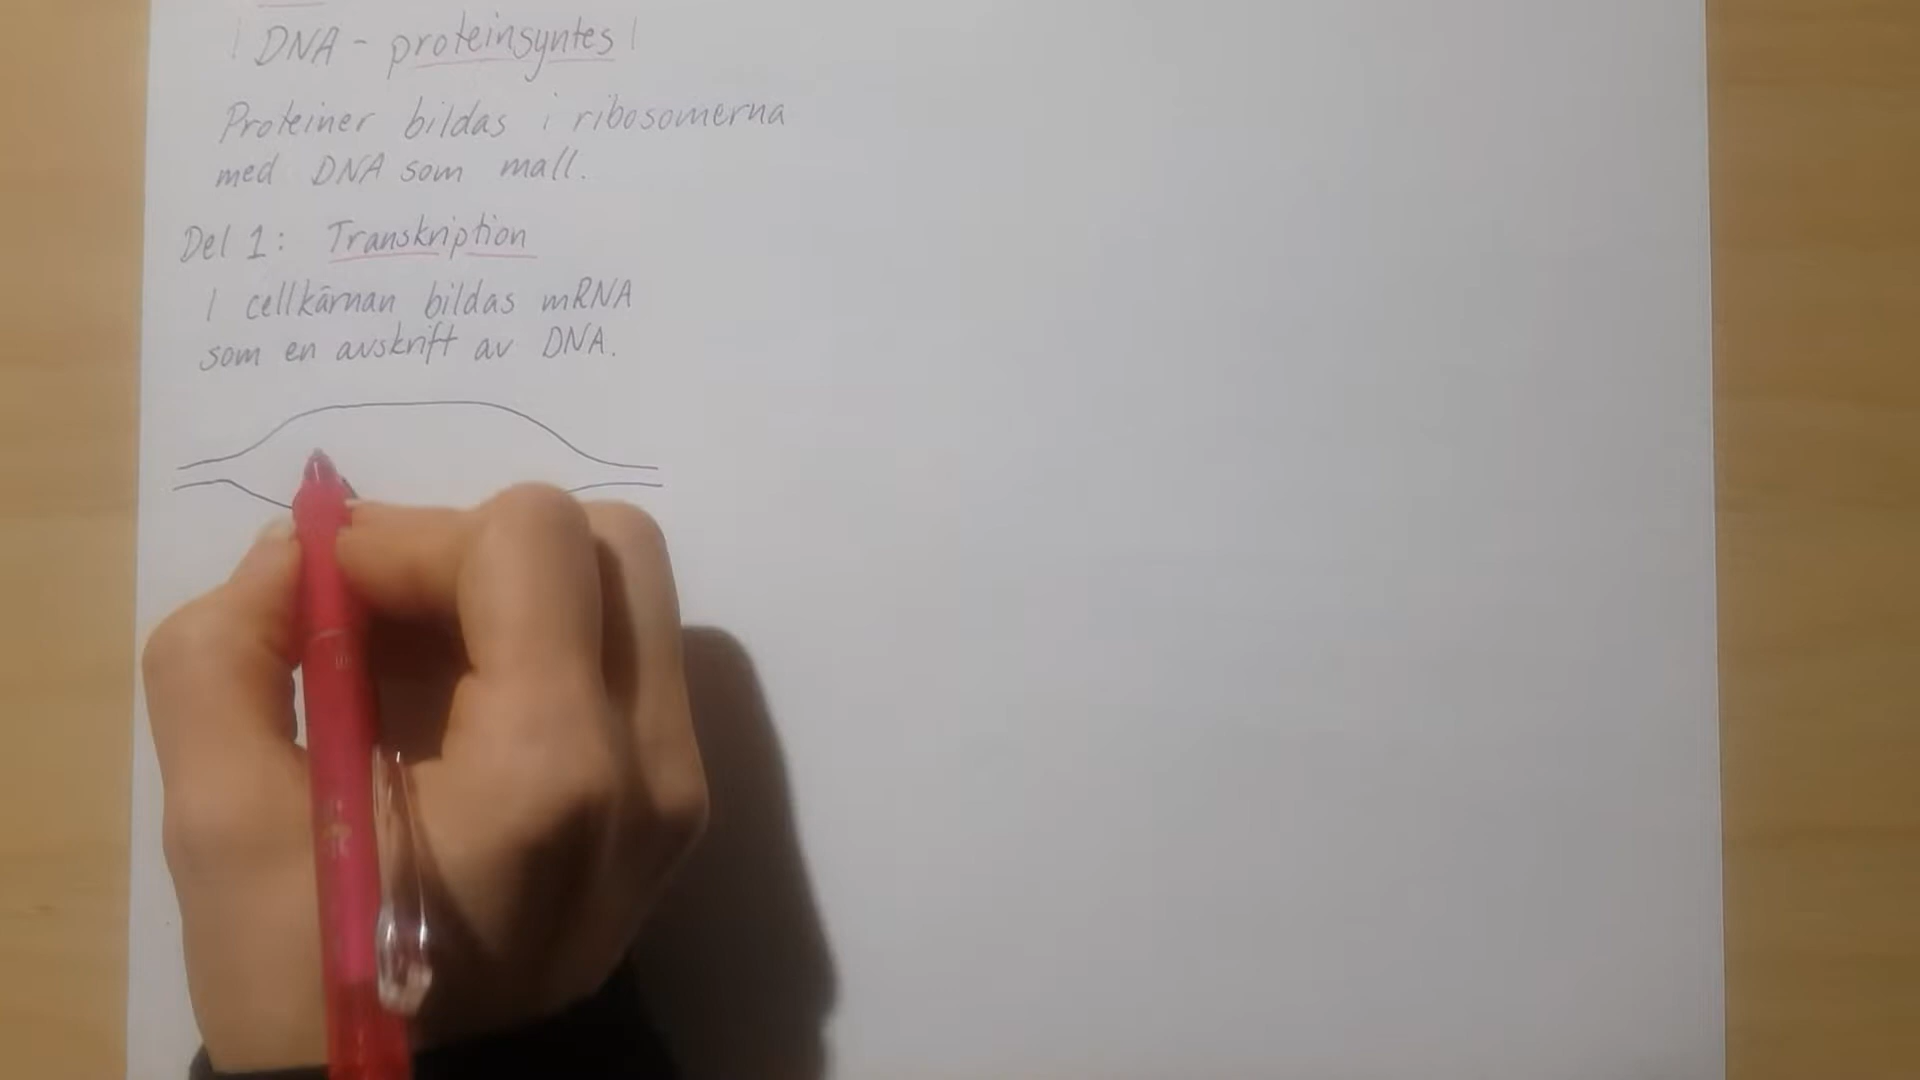 DNA - proteinsyntes
Proteiner bildas i ribosomerna
med DNA som mall.
Del 1: Transkription
I cellkärnan bildas mRNA
som en avskrift av DNA.